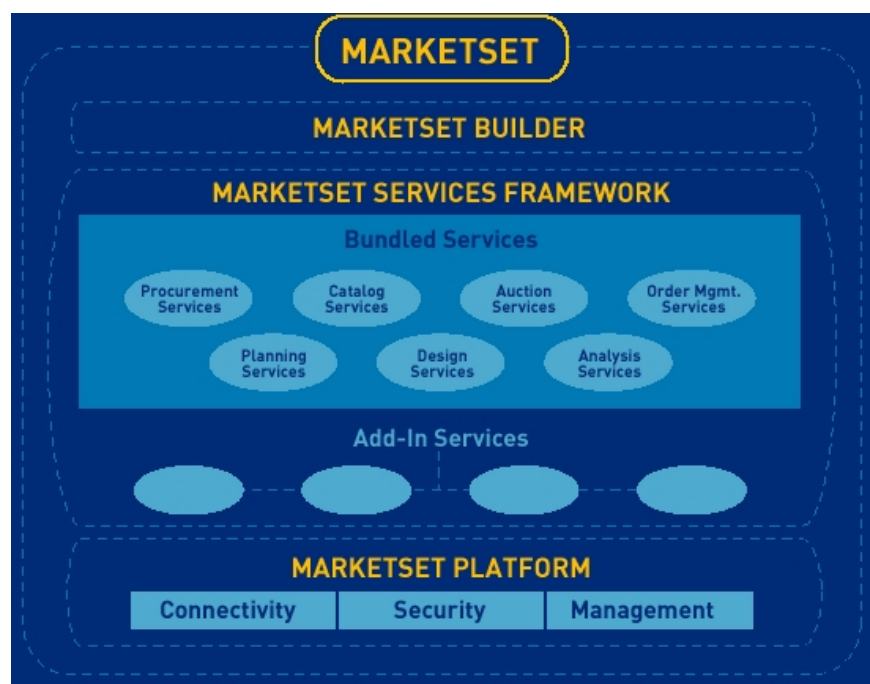 MARKETSET
MARKETSET BUILDER
MARKETSET SERVICES FRAMEWORK
Bundled Services
Procurement
Services
Catalog
Services
Auction
Services
Order Mgmt.
Services
Planning
Services
Design
Services
Analysis
Services
Add-In Services
MARKETSET PLATFORM
Connectivity
Security
Management